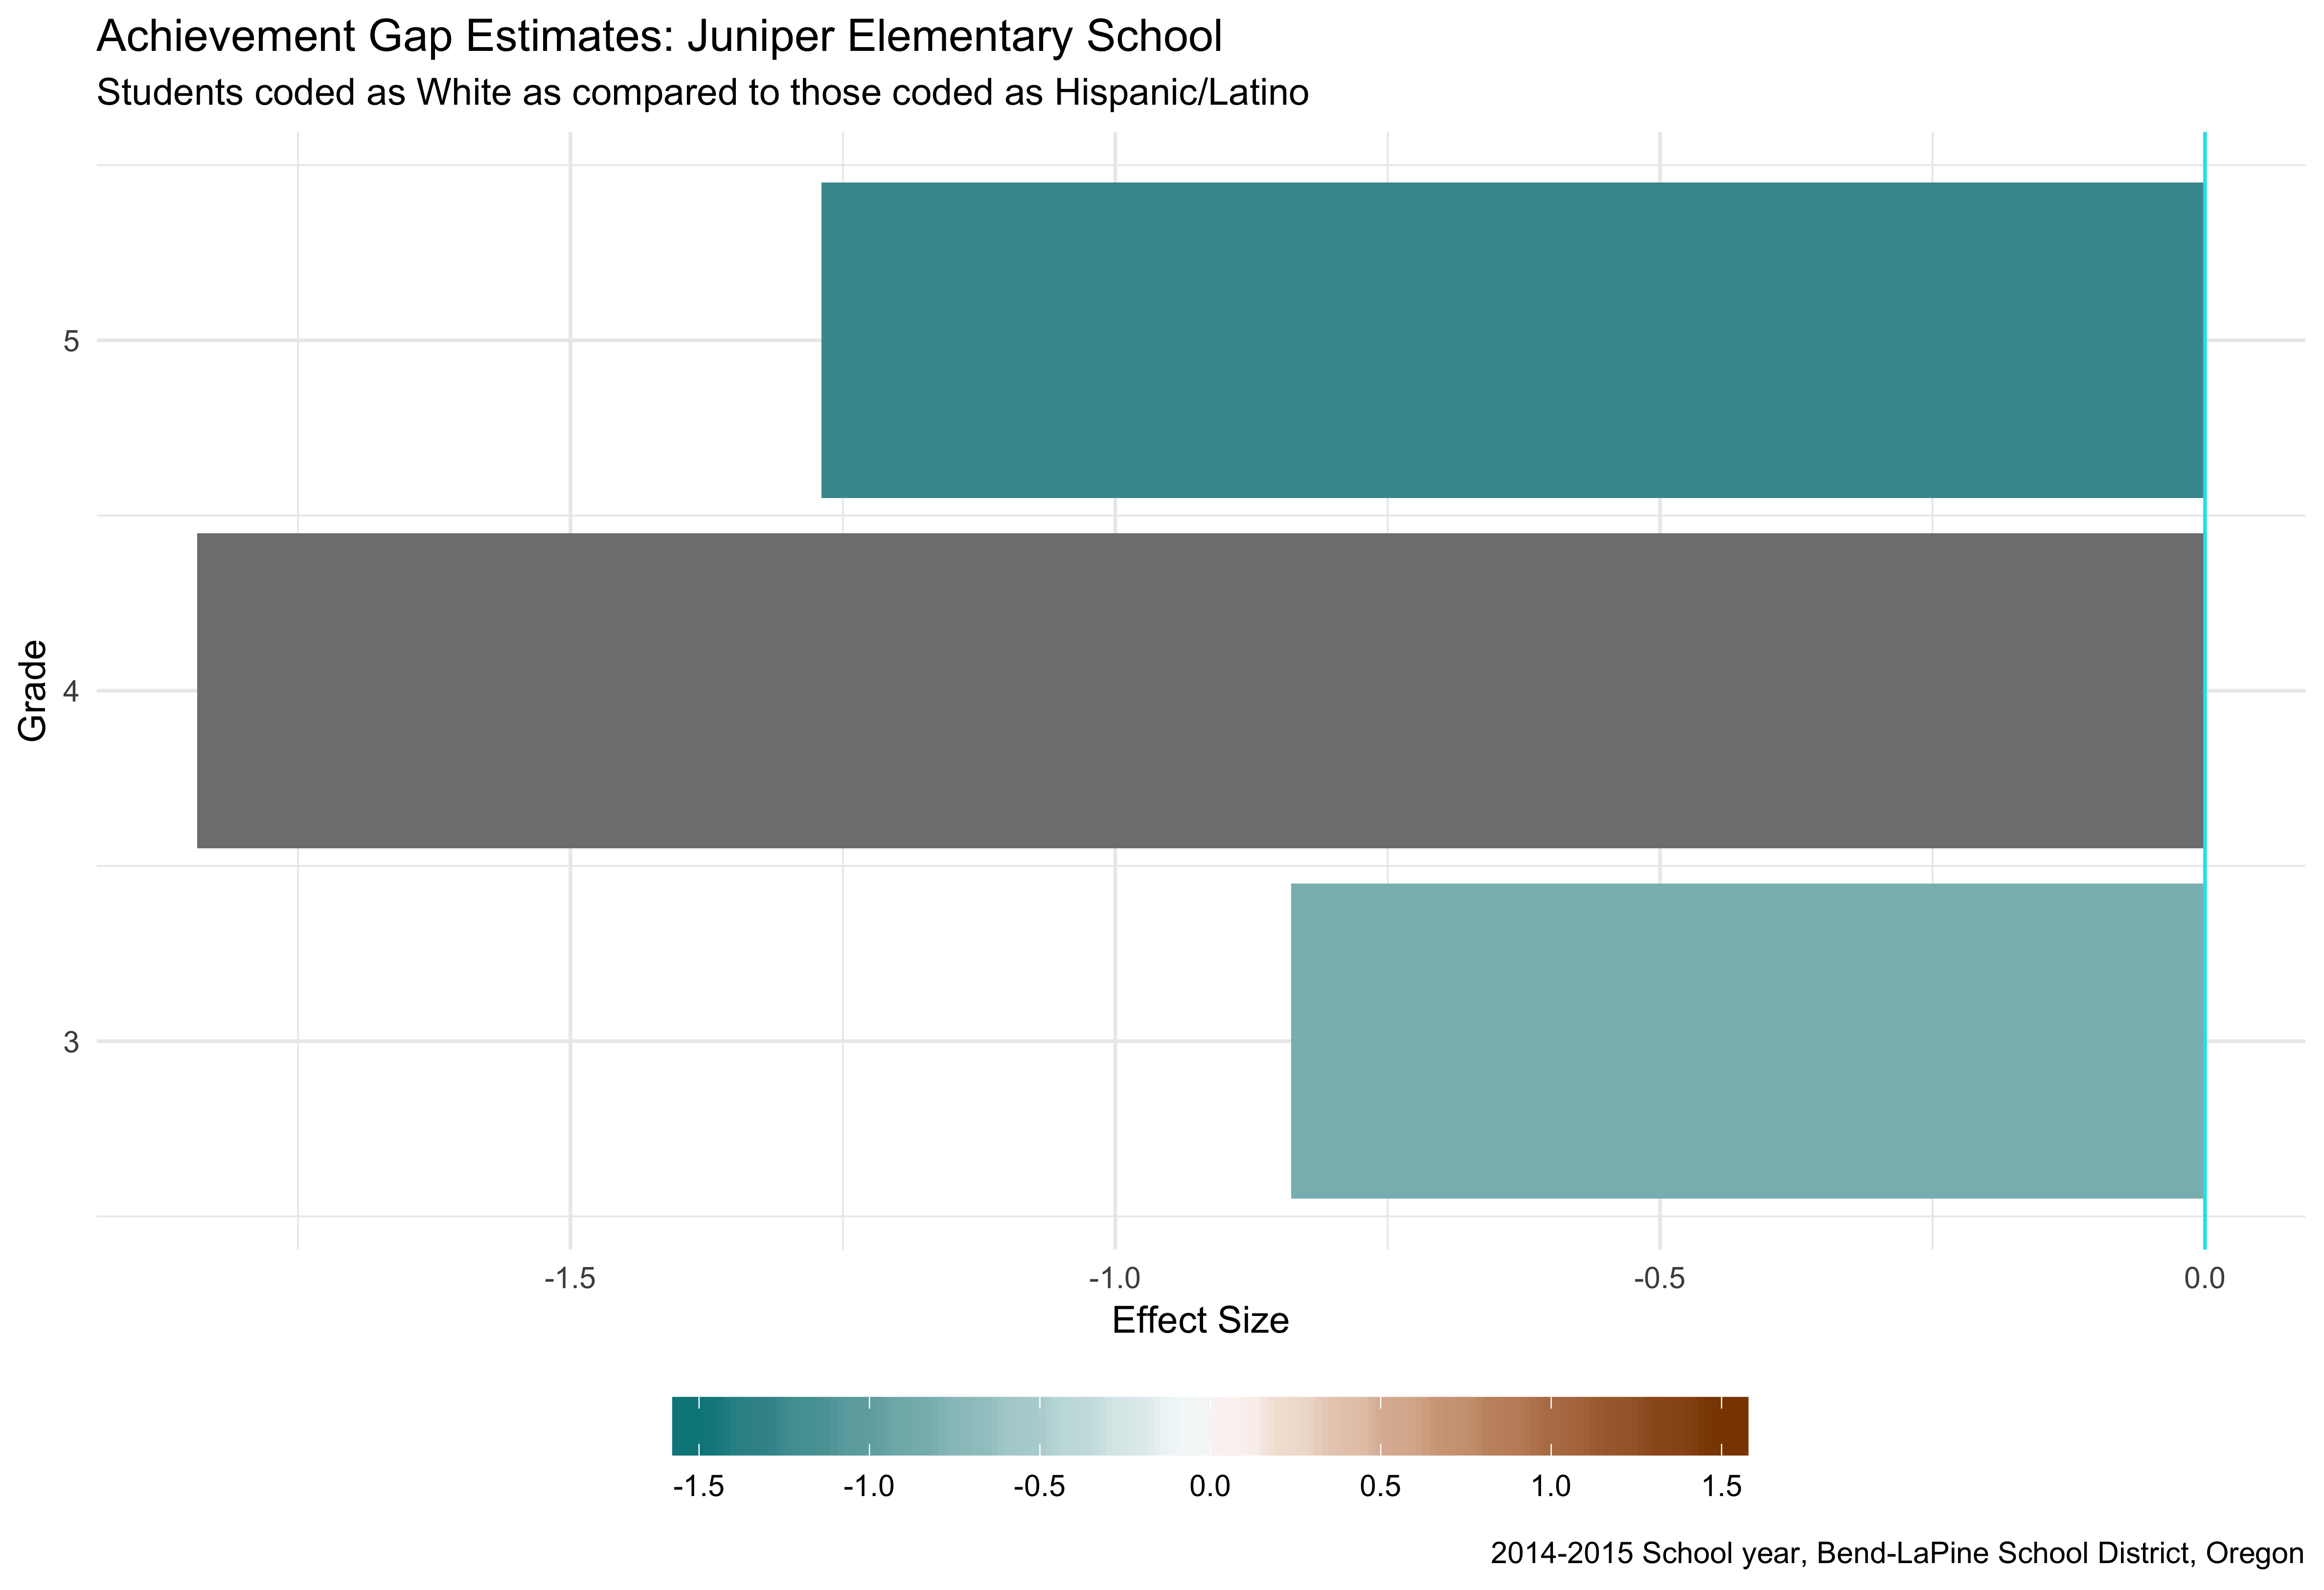 Achievement Gap Estimates: Juniper Elementary School
Students coded as White as compared to those coded as Hispanic/Latino
5
4
3
Grade
-1.5 -1.0 -0.5 0.0
Effect Size
-1.5 -1.0 -0.5 0.0 0.5 1.0 1.5
2014-2015 School year, Bend-LaPine School District, Oregon